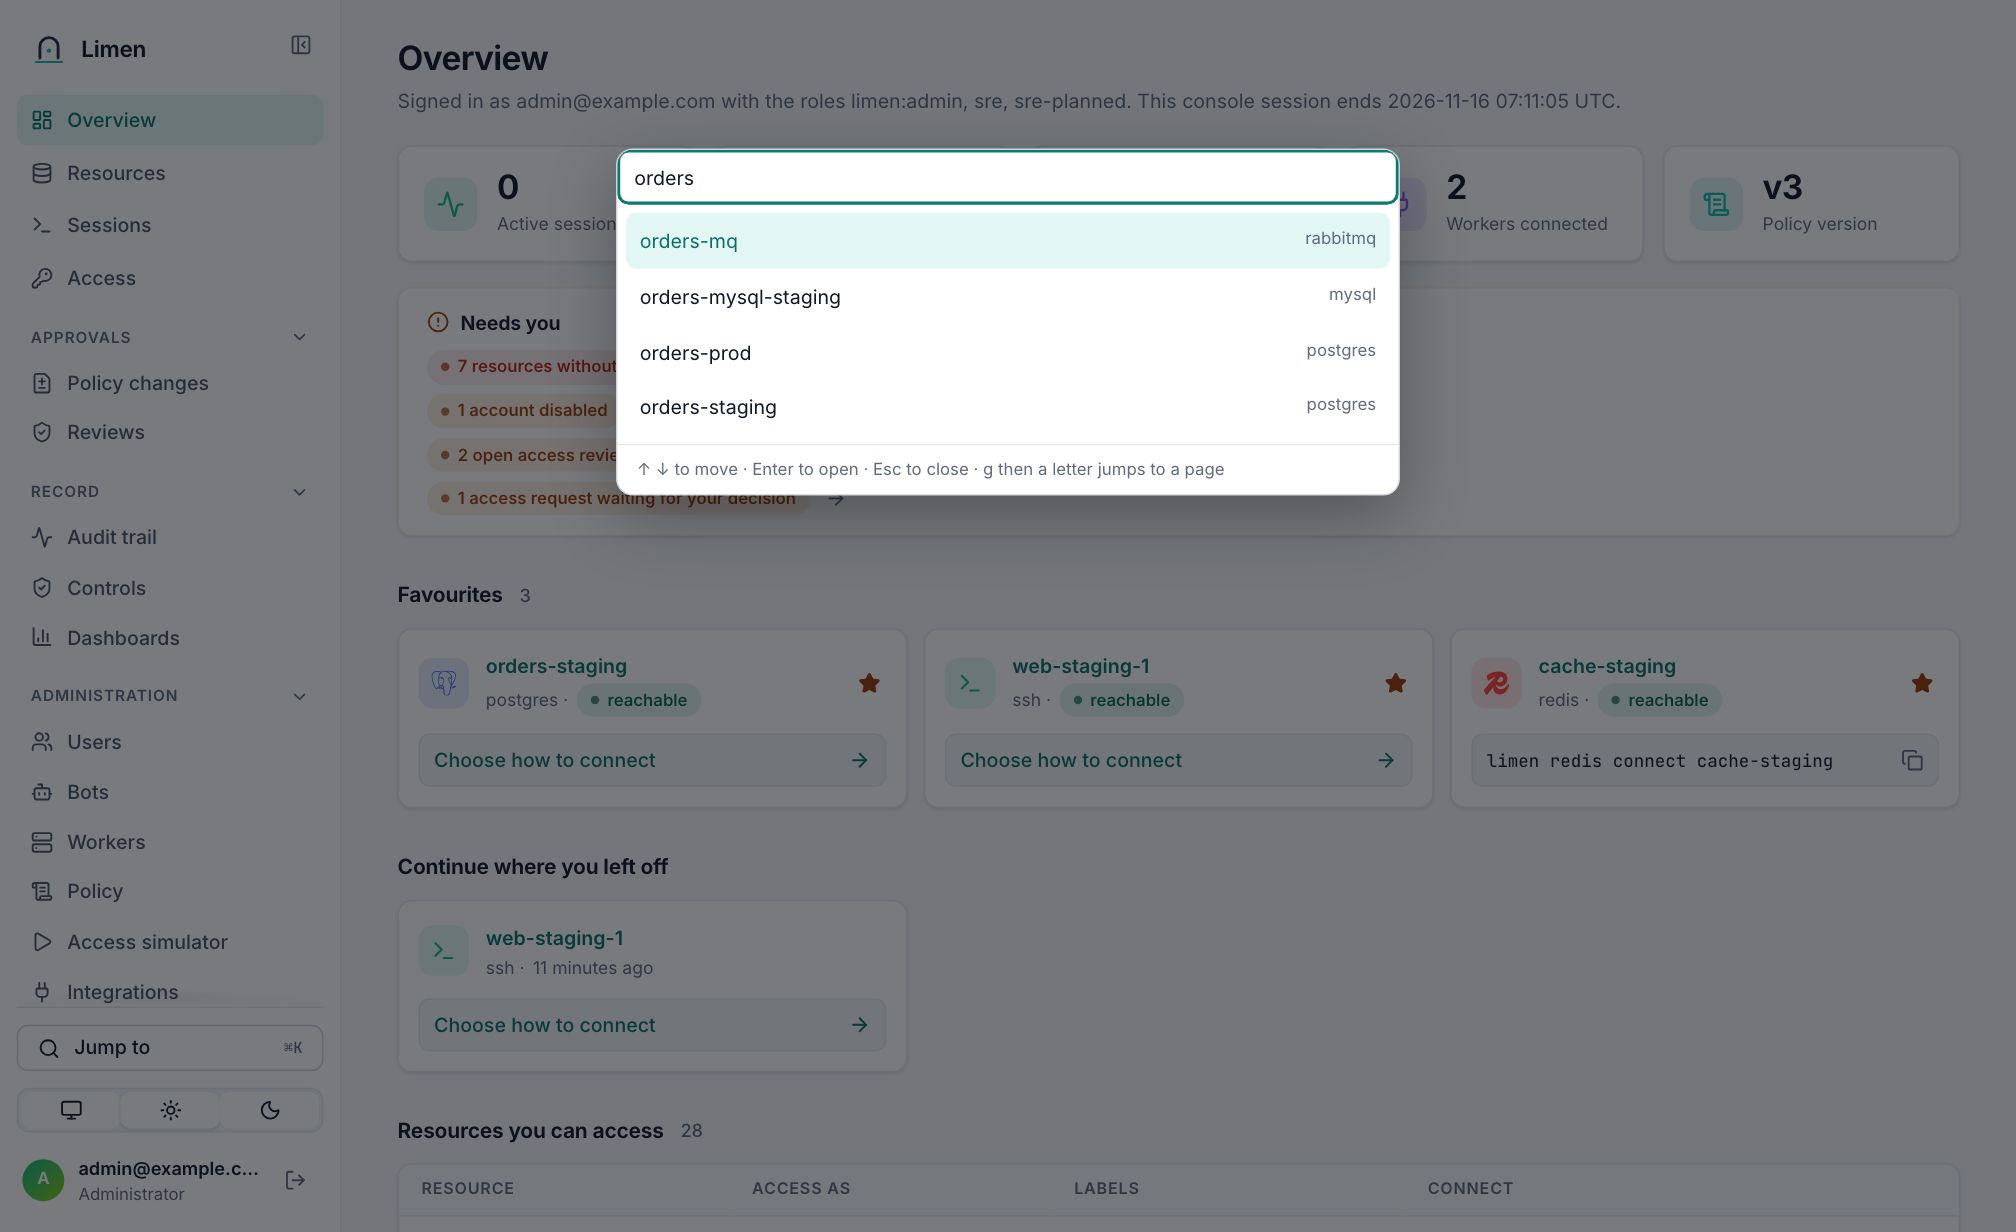 Limen
Overview
Resources
Sessions
Access
APPROVALS
Policy changes
Reviews
RECORD
Audit trail
Controls
Dashboards
ADMINISTRATION
Users
Bots
Workers
Policy
Access simulator
Integrations
Jump to ⌘K
A
admin@example.c...
Administrator
Overview
Signed in as admin@example.com with the roles limen:admin, sre, sre-planned. This console session ends 2026-11-16 07:11:05 UTC.
0
Active session
2
Workers connected
v3
Policy version
orders
orders-mq rabbitmq
orders-mysql-staging mysql
orders-prod postgres
orders-staging postgres
↑ ↓ to move · Enter to open · Esc to close · g then a letter jumps to a page
Needs you
7 resources without
1 account disabled
2 open access
1 access request waiting for your decision →
Favourites 3
orders-staging
postgres · reachable
Choose how to connect →
web-staging-1
ssh · reachable
Choose how to connect →
cache-staging
redis · reachable
limen redis connect cache-staging
Continue where you left off
web-staging-1
ssh · 11 minutes ago
Choose how to connect →
Resources you can access 28
RESOURCE ACCESS AS LABELS CONNECT